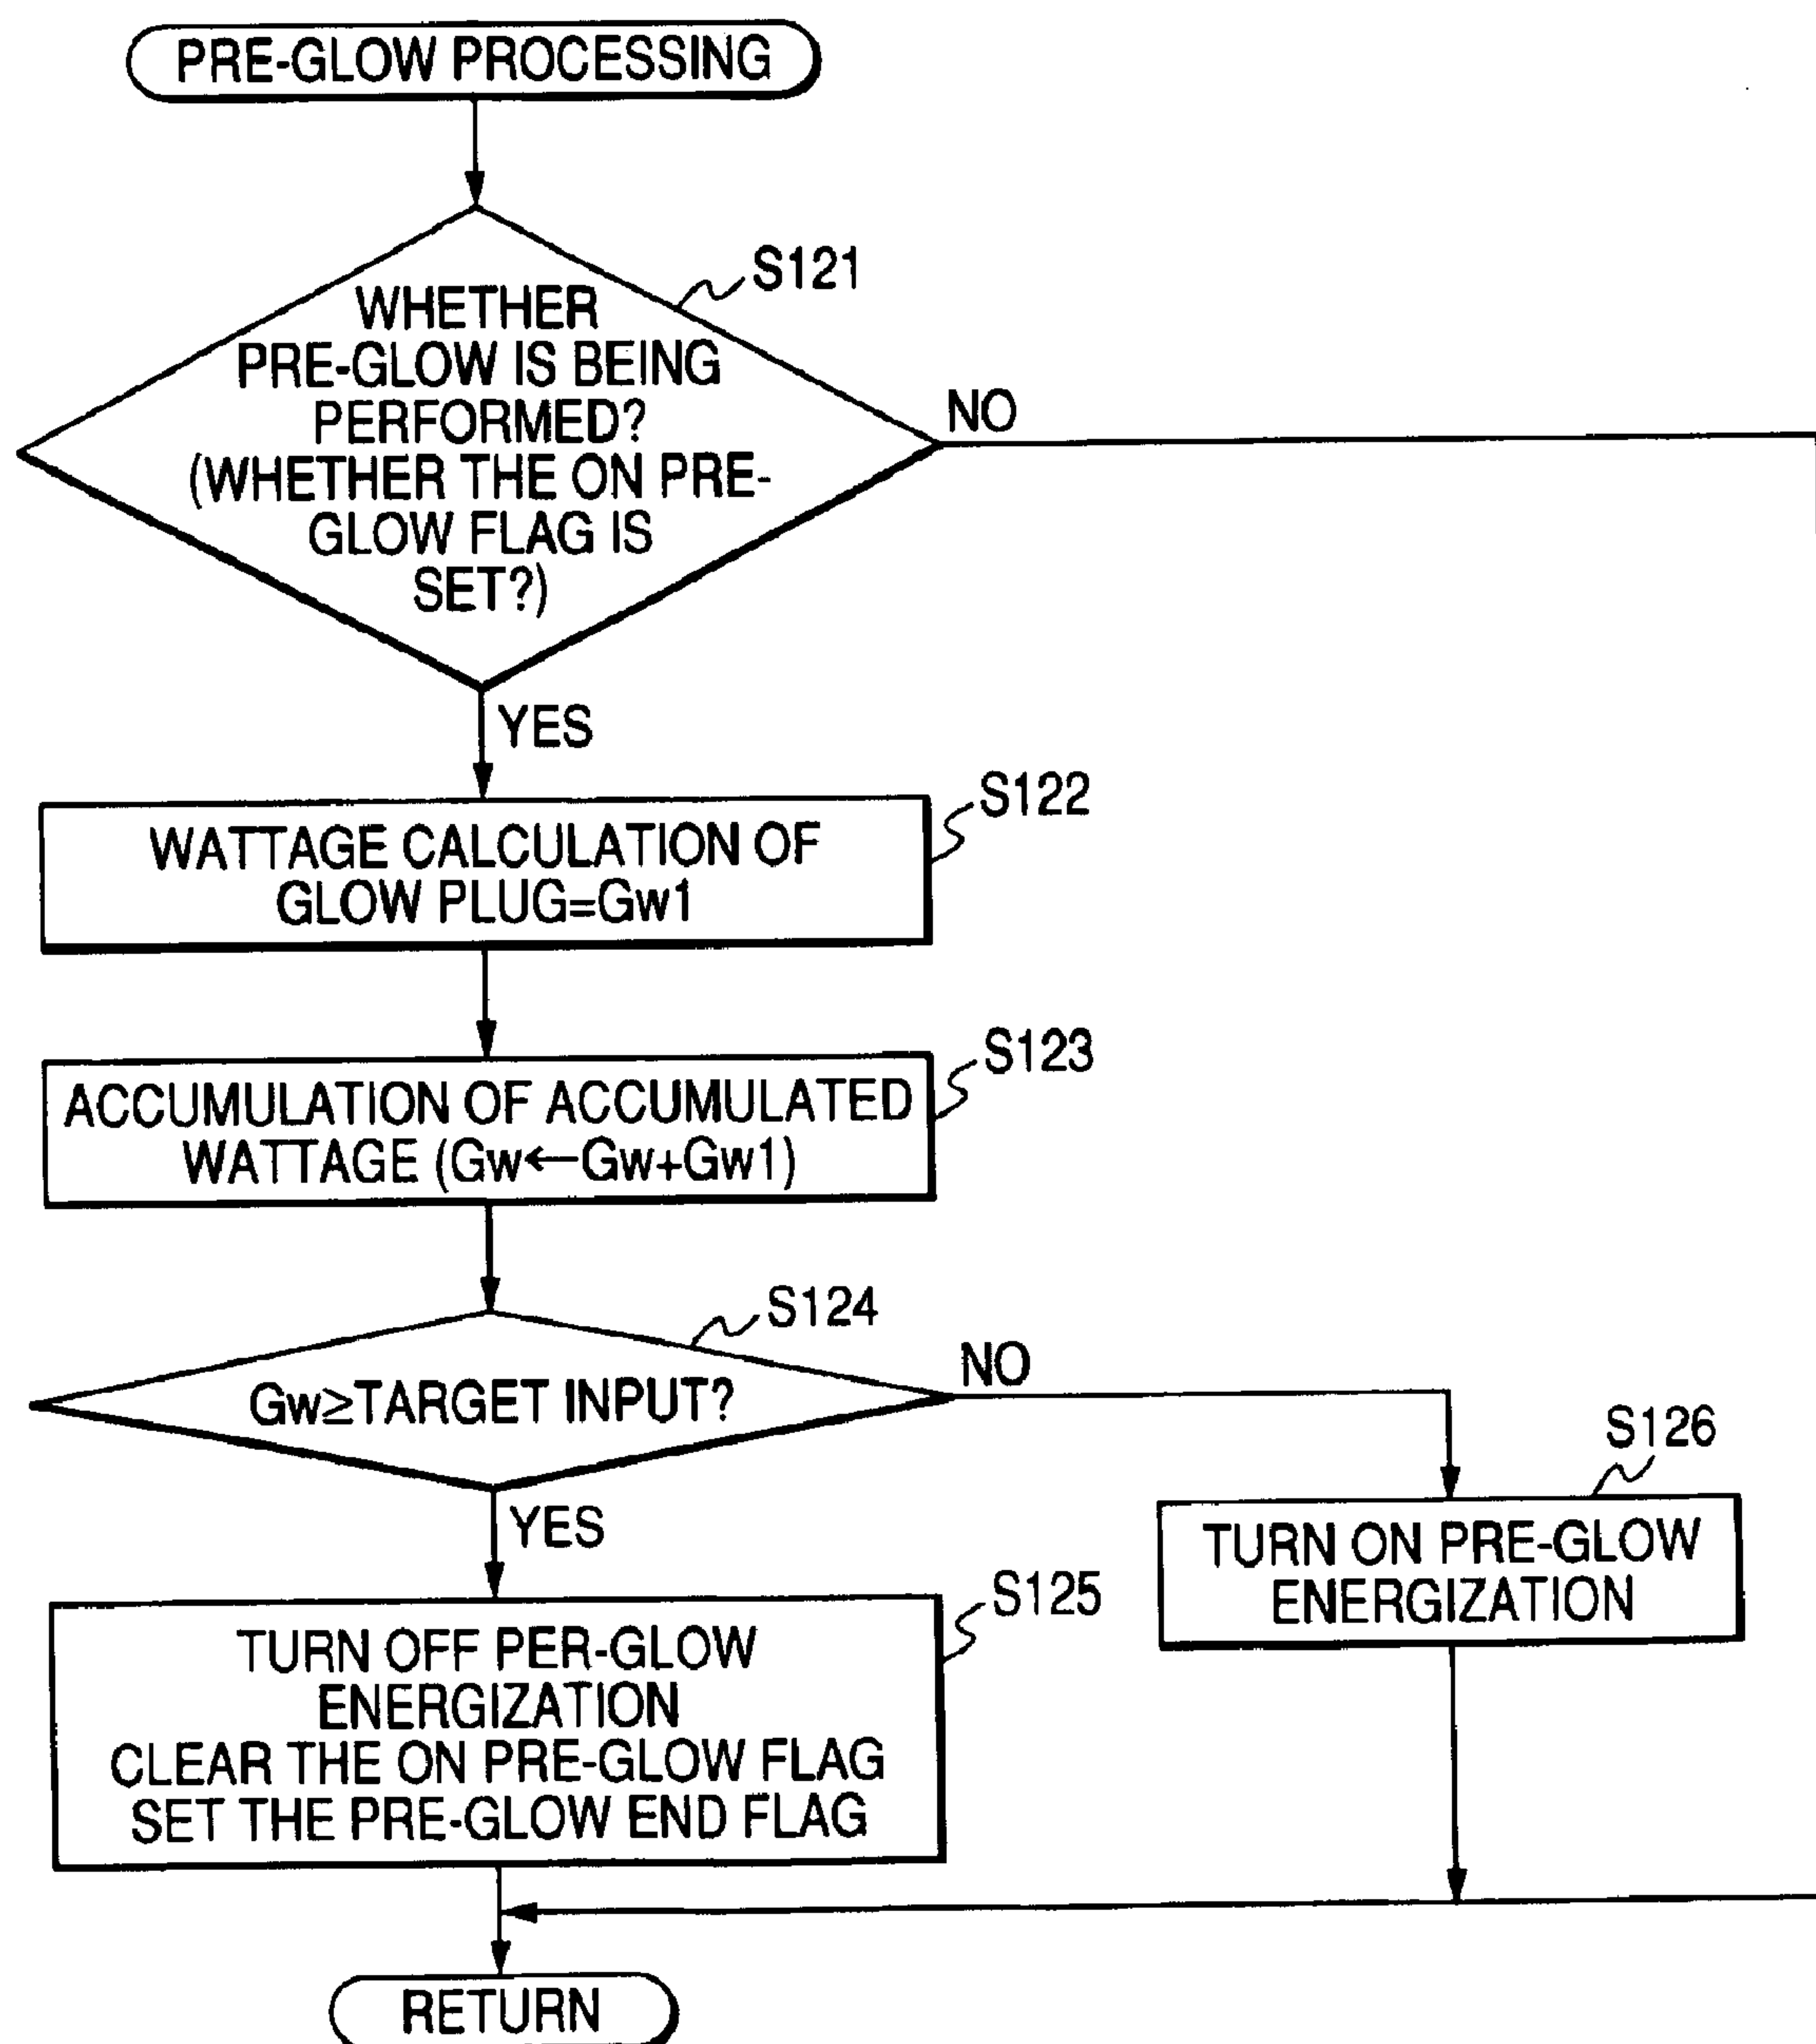 PRE-GLOW PROCESSING
S121
WHETHER
PRE-GLOW IS BEING
PERFORMED?
(WHETHER THE ON PRE-
GLOW FLAG IS
SET?)
NO
YES
S122
WATTAGE CALCULATION OF
GLOW PLUG=Gw1
S123
ACCUMULATION OF ACCUMULATED
WATTAGE (Gw←Gw+Gw1)
S124
Gw≥TARGET INPUT?
NO
YES
S126
TURN ON PRE-GLOW
ENERGIZATION
S125
TURN OFF PER-GLOW
ENERGIZATION
CLEAR THE ON PRE-GLOW FLAG
SET THE PRE-GLOW END FLAG
RETURN